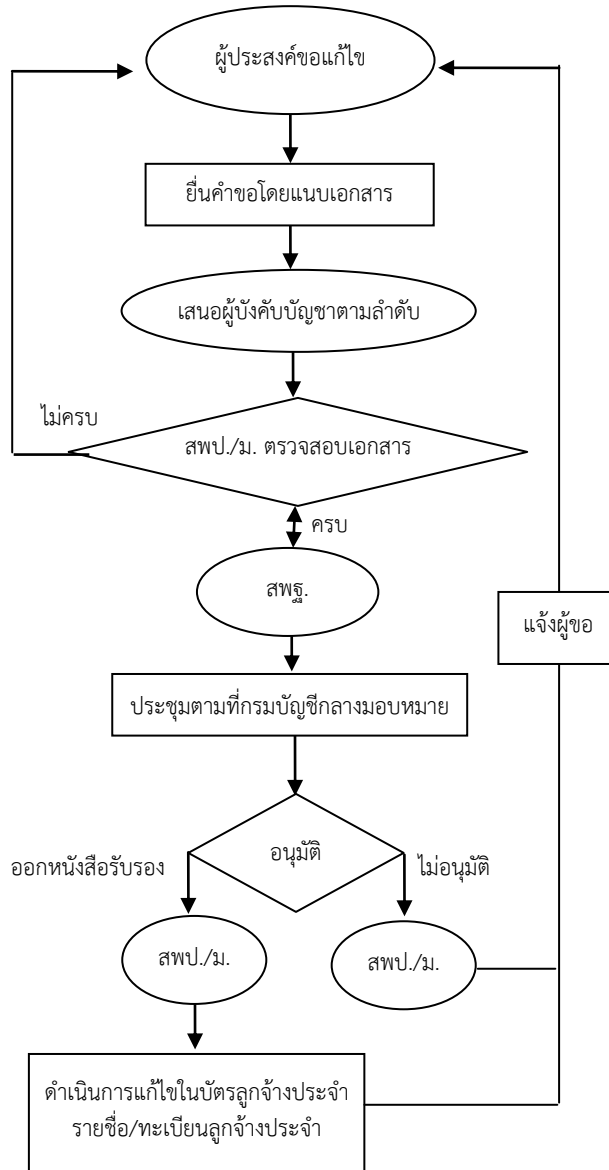 ผู้ประสงค์ขอแก้ไข
ยื่นคำขอโดยแนบเอกสาร
เสนอผู้บังคับบัญชาตามลำดับ
ไม่ครบ
สพป./ม. ตรวจสอบเอกสาร
ครบ
สพฐ.
แจ้งผู้ขอ
ประชุมตามที่กรมบัญชีกลางมอบหมาย
อนุมัติ
ออกหนังสือรับรอง
ไม่อนุมัติ
สพป./ม.
สพป./ม.
ดำเนินการแก้ไขในบัตรลูกจ้างประจำ
รายชื่อ/ทะเบียนลูกจ้างประจำ